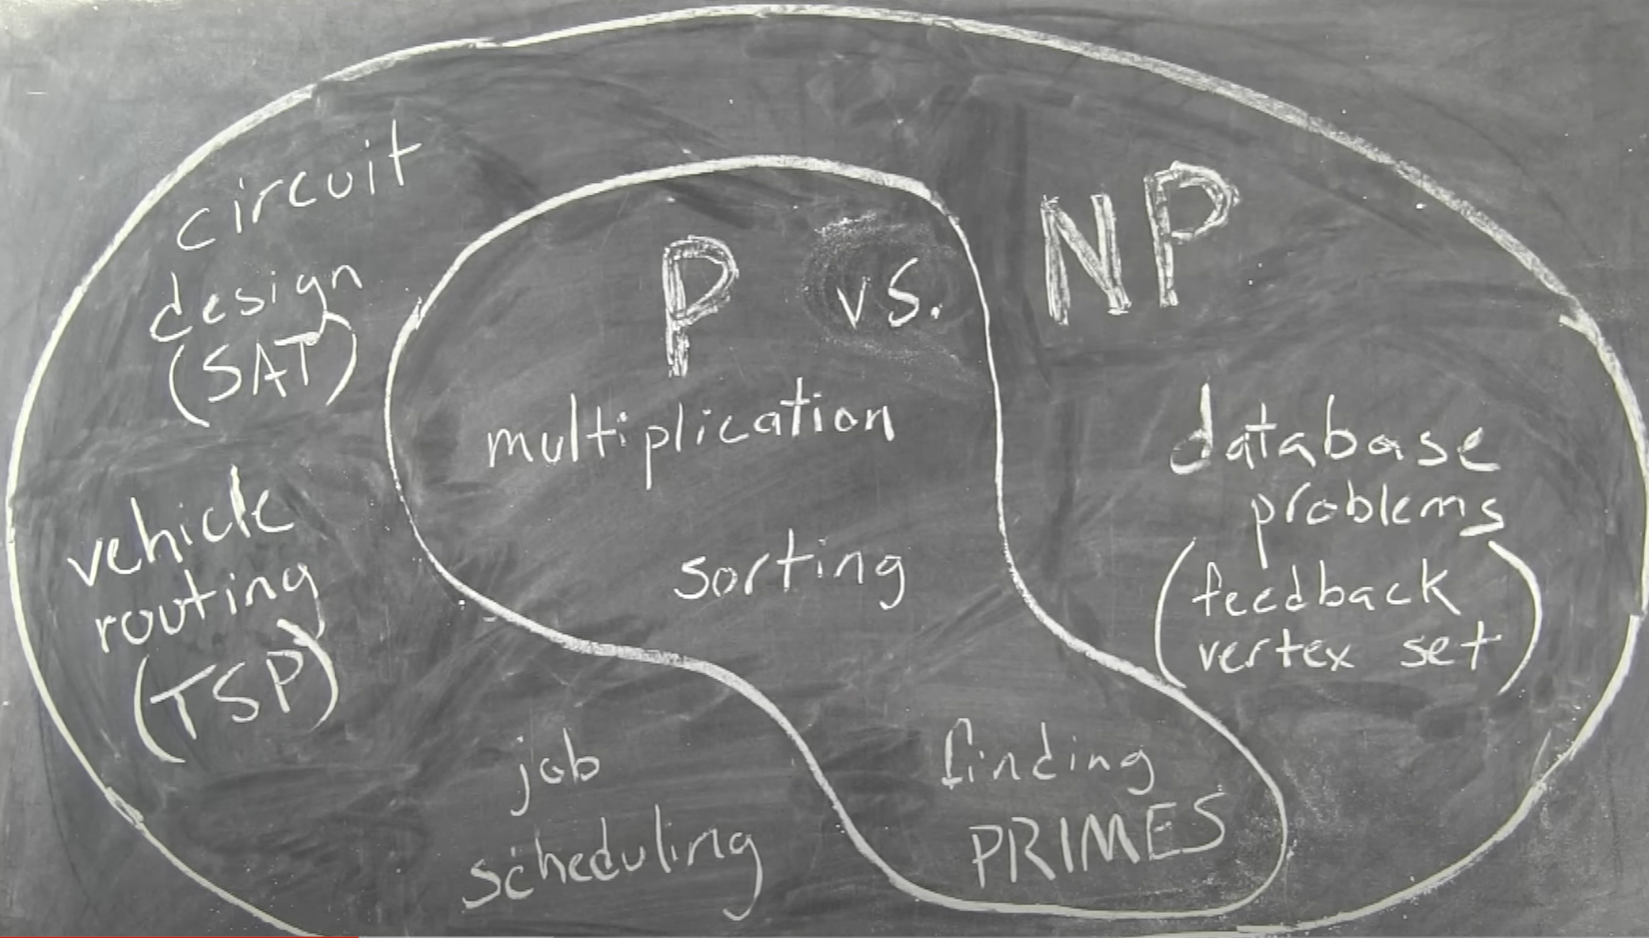 P vs. NP
circuit
design
(SAT)
multiplication
database
problems
(feedback
vertex set)
vehicle
routing
(TSP)
sorting
job
scheduling
finding
PRIMES